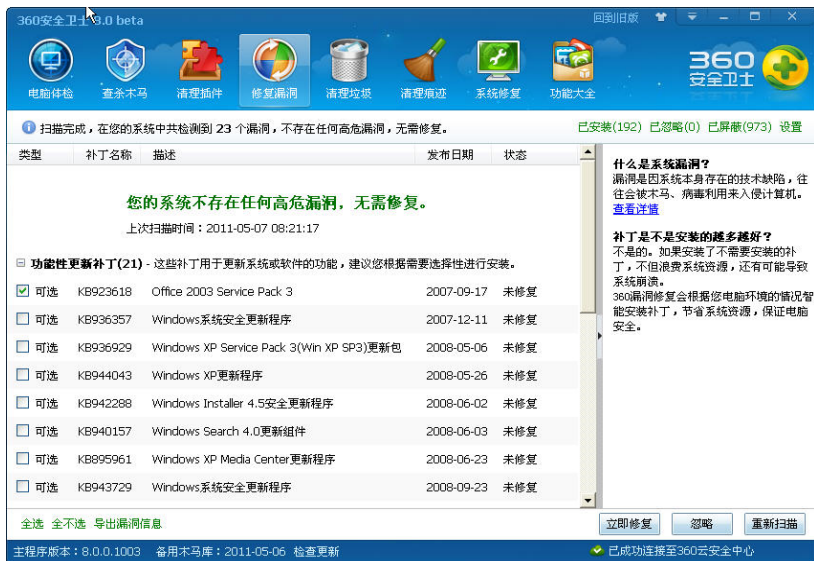 360安全卫士 8.0 beta
回到旧版
电脑体检 查杀木马 清理插件 修复漏洞 清理垃圾 清理痕迹 系统修复 功能大全
360
安全卫士
扫描完成，在您的系统中共检测到 23 个漏洞，不存在任何高危漏洞，无需修复。 已安装(192) 已忽略(0) 已屏蔽(973) 设置
类型 补丁名称 描述 发布日期 状态
您的系统不存在任何高危漏洞，无需修复。
上次扫描时间：2011-05-07 08:21:17
功能性更新补丁(21) - 这些补丁用于更新系统或软件的功能，建议您根据需要选择性进行安装。
可选 KB923618 Office 2003 Service Pack 3 2007-09-17 未修复
可选 KB936357 Windows系统安全更新程序 2007-12-11 未修复
可选 KB936929 Windows XP Service Pack 3(Win XP SP3)更新包 2008-05-06 未修复
可选 KB944043 Windows XP更新程序 2008-05-26 未修复
可选 KB942288 Windows Installer 4.5安全更新程序 2008-06-02 未修复
可选 KB940157 Windows Search 4.0更新组件 2008-06-03 未修复
可选 KB895961 Windows XP Media Center更新程序 2008-06-23 未修复
可选 KB943729 Windows系统安全更新程序 2008-09-23 未修复
什么是系统漏洞？
漏洞是因系统本身存在的技术缺陷，往
往会被木马、病毒利用来入侵计算机。
查看详情
补丁是不是安装的越多越好？
不是的。如果安装了不需要安装的补
丁，不但浪费系统资源，还有可能导致
系统崩溃。
360漏洞修复会根据您电脑环境的情况智
能安装补丁，节省系统资源，保证电脑
安全。
全选 全不选 导出漏洞信息 立即修复 忽略 重新扫描
主程序版本：8.0.0.1003 备用木马库：2011-05-06 检查更新 已成功连接至360云安全中心